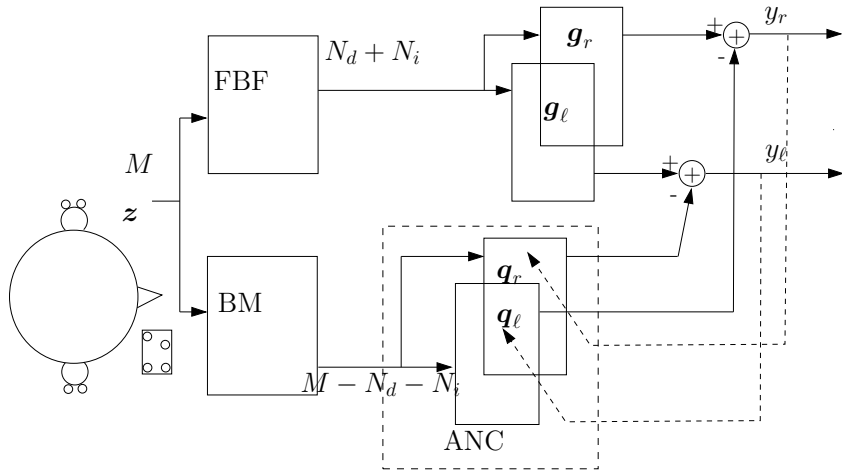 y_r
+
+
-
g_r
N_d + N_i
FBF
g_ℓ
M
z
y_ℓ
+
+
-
q_r
BM
q_ℓ
M − N_d − N_i
ANC